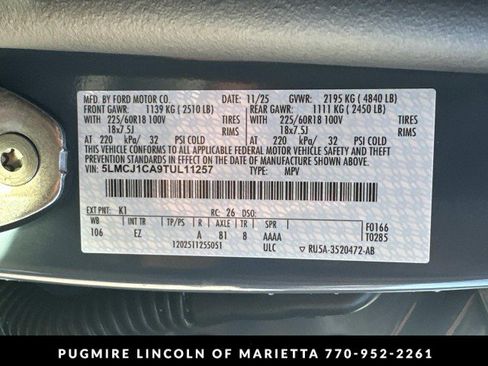 MFD. BY FORD MOTOR CO. 11/25 GVWR: 2195 KG ( 4840 LB)
FRONT GAWR: 1139 KG ( 2510 LB) REAR GAWR: 1111 KG ( 2450 LB)
WITH 225/60R18 100V TIRES WITH 225/60R18 100V TIRES
18x7.5J RIMS 18x7.5J RIMS
AT 220 kPa/ 32 PSI COLD AT 220 kPa/ 32 PSI COLD
THIS VEHICLE CONFORMS TO ALL APPLICABLE FEDERAL MOTOR VEHICLE SAFETY, BUMPER, AND THEFT PREVENTION STANDARDS IN EFFECT ON THE DATE OF MANUFACTURE SHOWN ABOVE.
VIN: 5LMCJ1CA9TUL11257 TYPE: MPV
EXT PNT: K1 RC: 26 DSO: F0166
WB INT TR TP/PS R AXLE TR SPR T0285
106 EZ A 81 8 AAAA
1202511255051 ULC RU5A-3520472-AB
PUGMIRE LINCOLN OF MARIETTA 770-952-2261